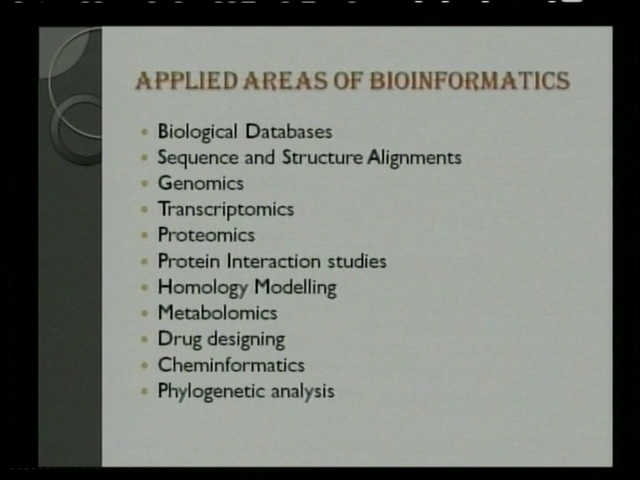 APPLIED AREAS OF BIOINFORMATICS
• Biological Databases
• Sequence and Structure Alignments
• Genomics
• Transcriptomics
• Proteomics
• Protein Interaction studies
• Homology Modelling
• Metabolomics
• Drug designing
• Cheminformatics
• Phylogenetic analysis